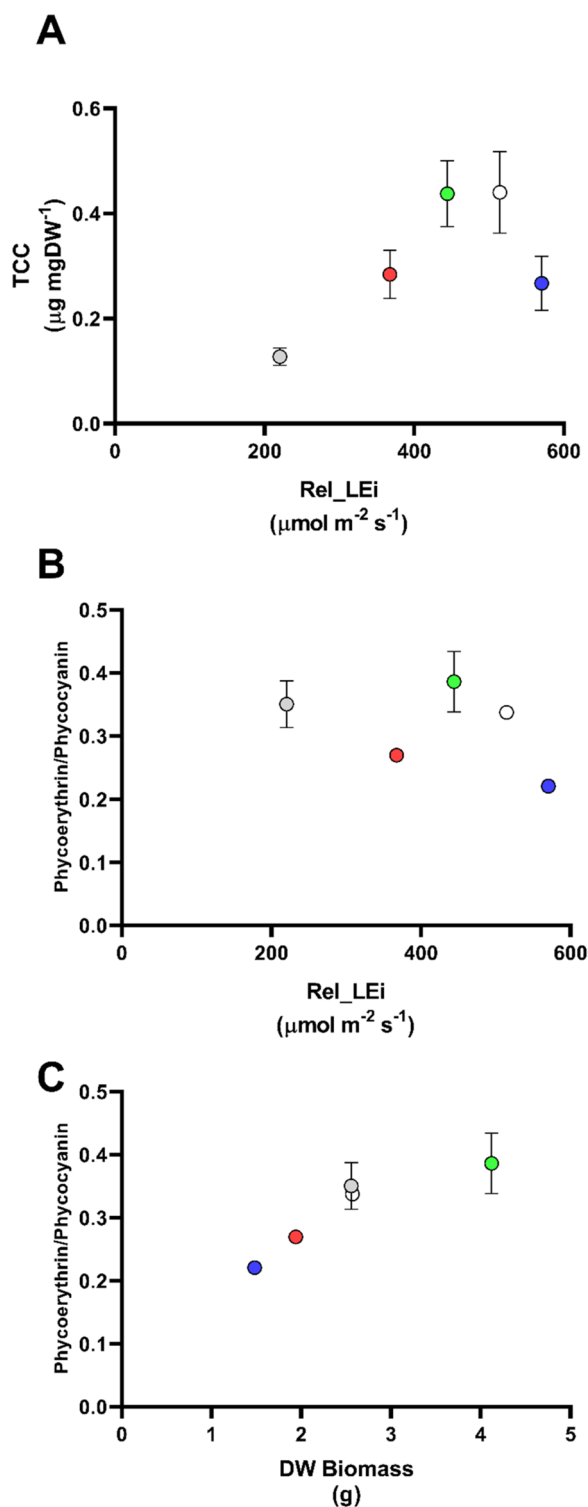 A
0.6
0.4
0.2
0.0
TCC
(μg mgDW⁻¹)
0 200 400 600
Rel_LEi
(μmol m⁻² s⁻¹)
B
0.5
0.4
0.3
0.2
0.1
0.0
Phycoerythrin/Phycocyanin
0 200 400 600
Rel_LEi
(μmol m⁻² s⁻¹)
C
0.5
0.4
0.3
0.2
0.1
0.0
Phycoerythrin/Phycocyanin
0 1 2 3 4 5
DW Biomass
(g)